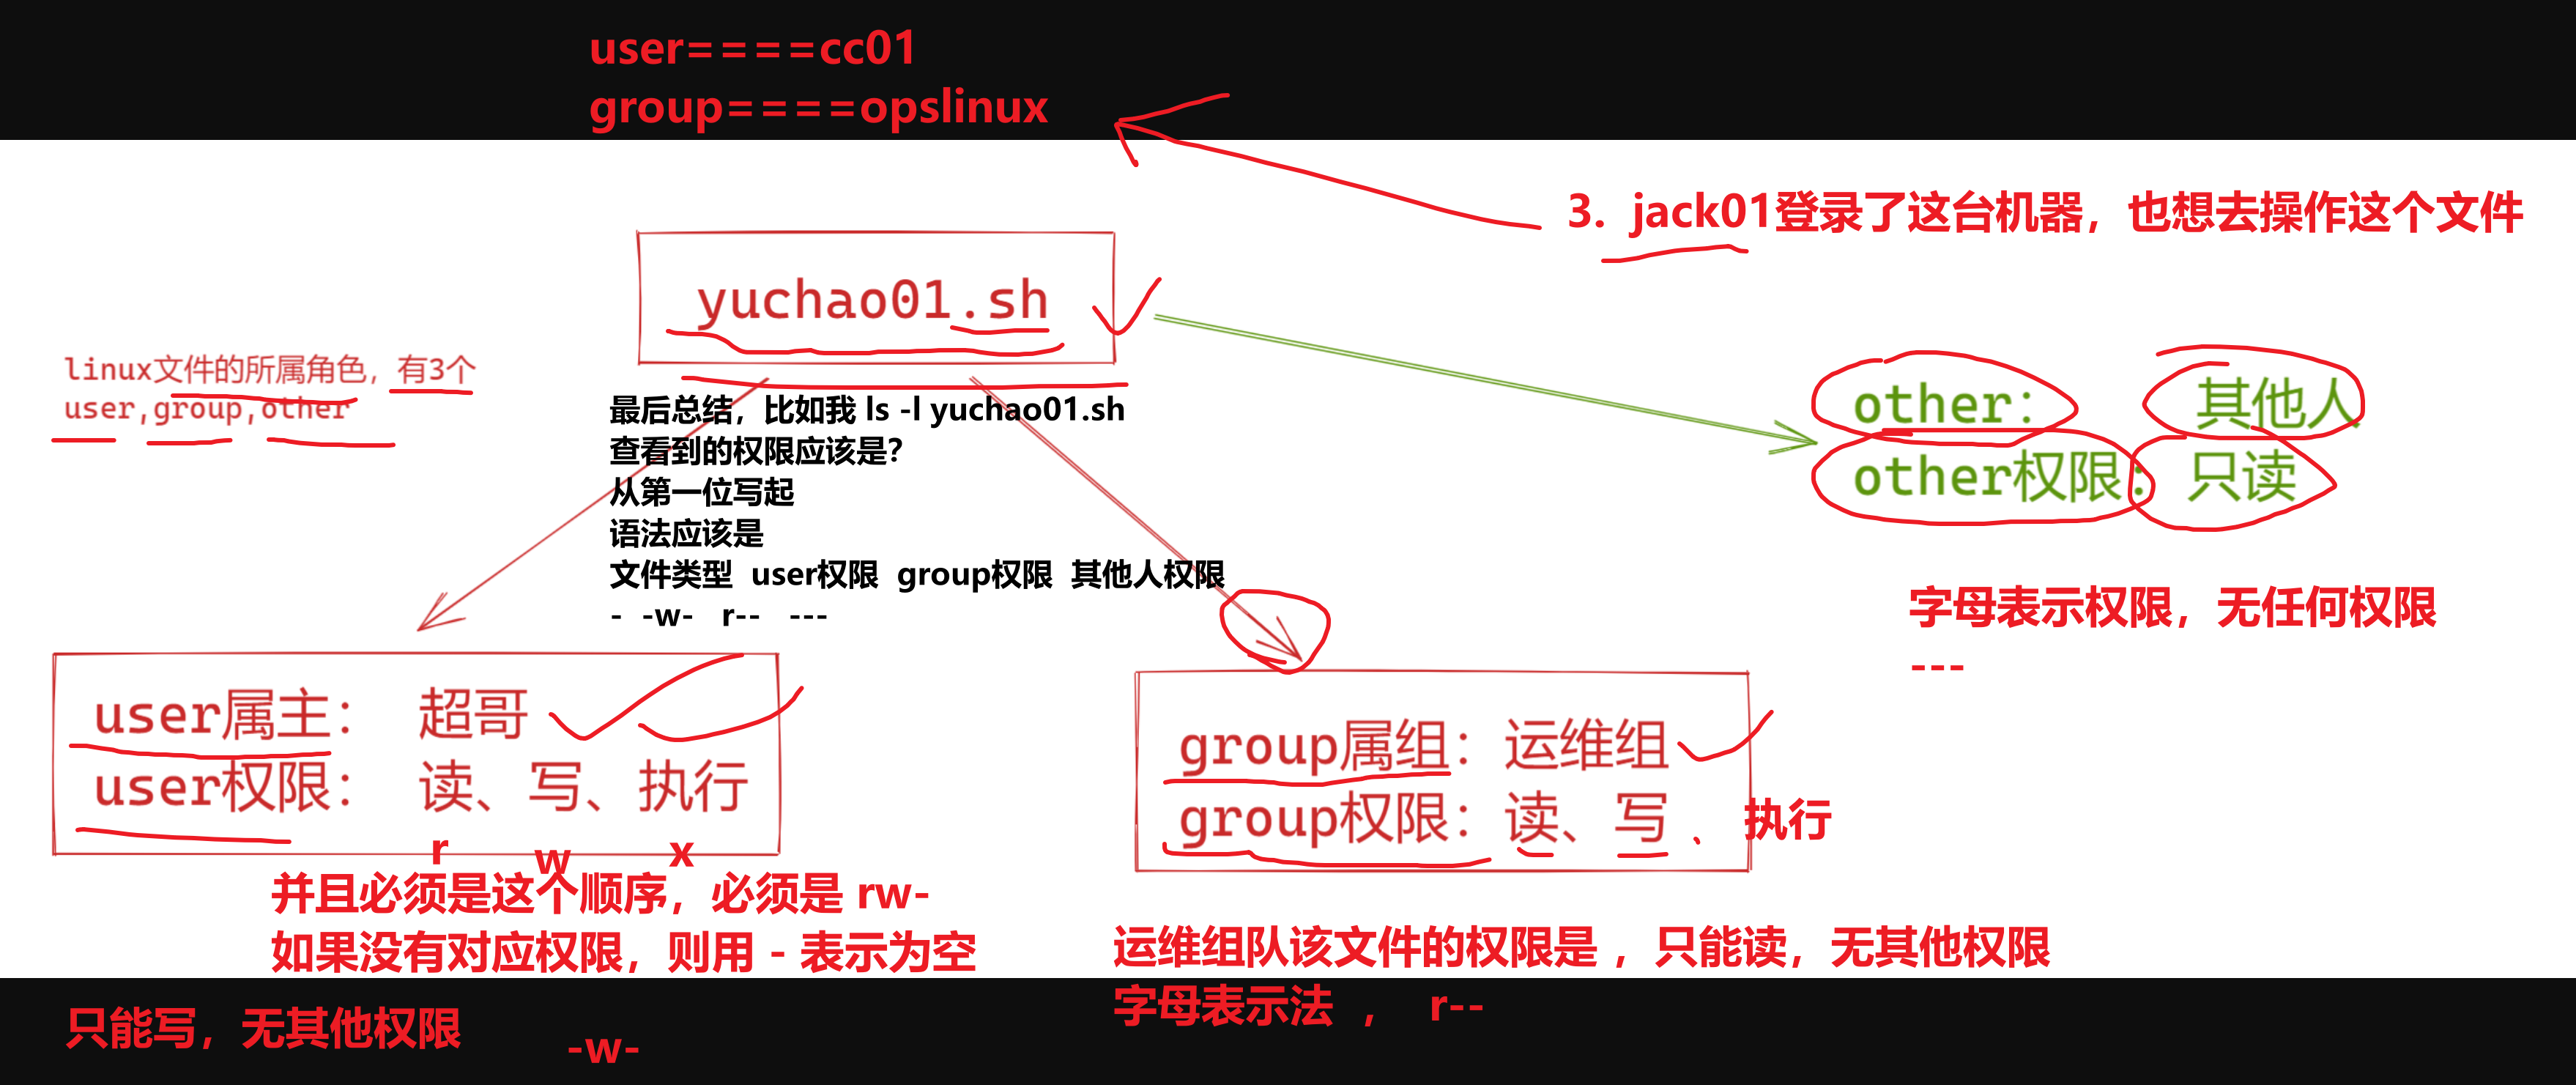 user====cc01
group====opslinux
3. jack01登录了这台机器，也想去操作这个文件
yuchao01.sh
linux文件的所属角色，有3个
user,group,other
最后总结，比如我 ls -l yuchao01.sh
查看到的权限应该是？
从第一位写起
语法应该是
文件类型 user权限 group权限 其他人权限
- -w- r-- ---
other： 其他人
other权限： 只读
字母表示权限，无任何权限
---
user属主： 超哥
user权限： 读、写、执行
r w x
并且必须是这个顺序，必须是 rw-
如果没有对应权限，则用 - 表示为空
group属组：运维组
group权限：读、写 、 执行
运维组队该文件的权限是 ，只能读，无其他权限
字母表示法 ， r--
只能写，无其他权限 -w-